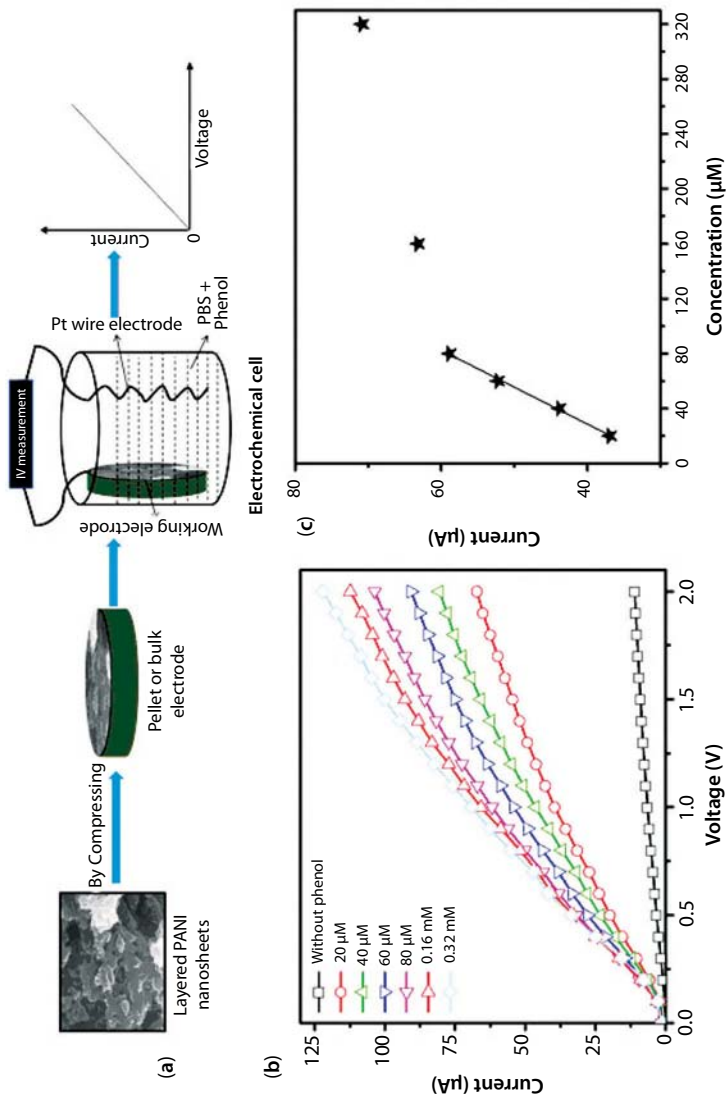 (a)
Layered PANI
nanosheets
By Compressing
Pellet or bulk
electrode
IV measurement
Working electrode
Pt wire electrode
PBS +
Phenol
Electrochemical cell
Current
0
Voltage
(b)
Current (µA)
125
100
75
50
25
0
Without phenol
20 µM
40 µM
60 µM
80 µM
0.16 mM
0.32 mM
0.0
0.5
1.0
1.5
2.0
Voltage (V)
(c)
Current (µA)
80
60
40
0
40
80
120
160
200
240
280
320
Concentration (µM)